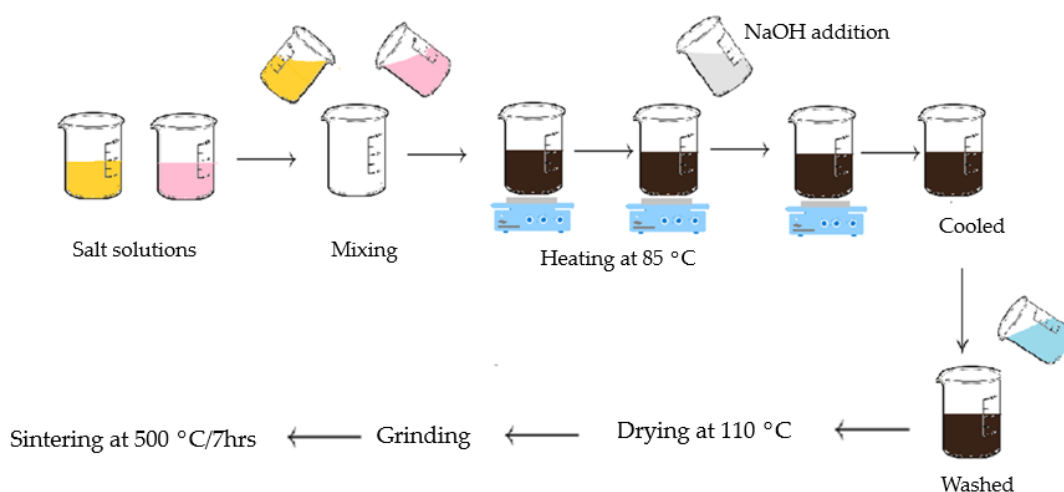 NaOH addition
Salt solutions
Mixing
Heating at 85 °C
Cooled
Sintering at 500 °C/7hrs
Grinding
Drying at 110 °C
Washed